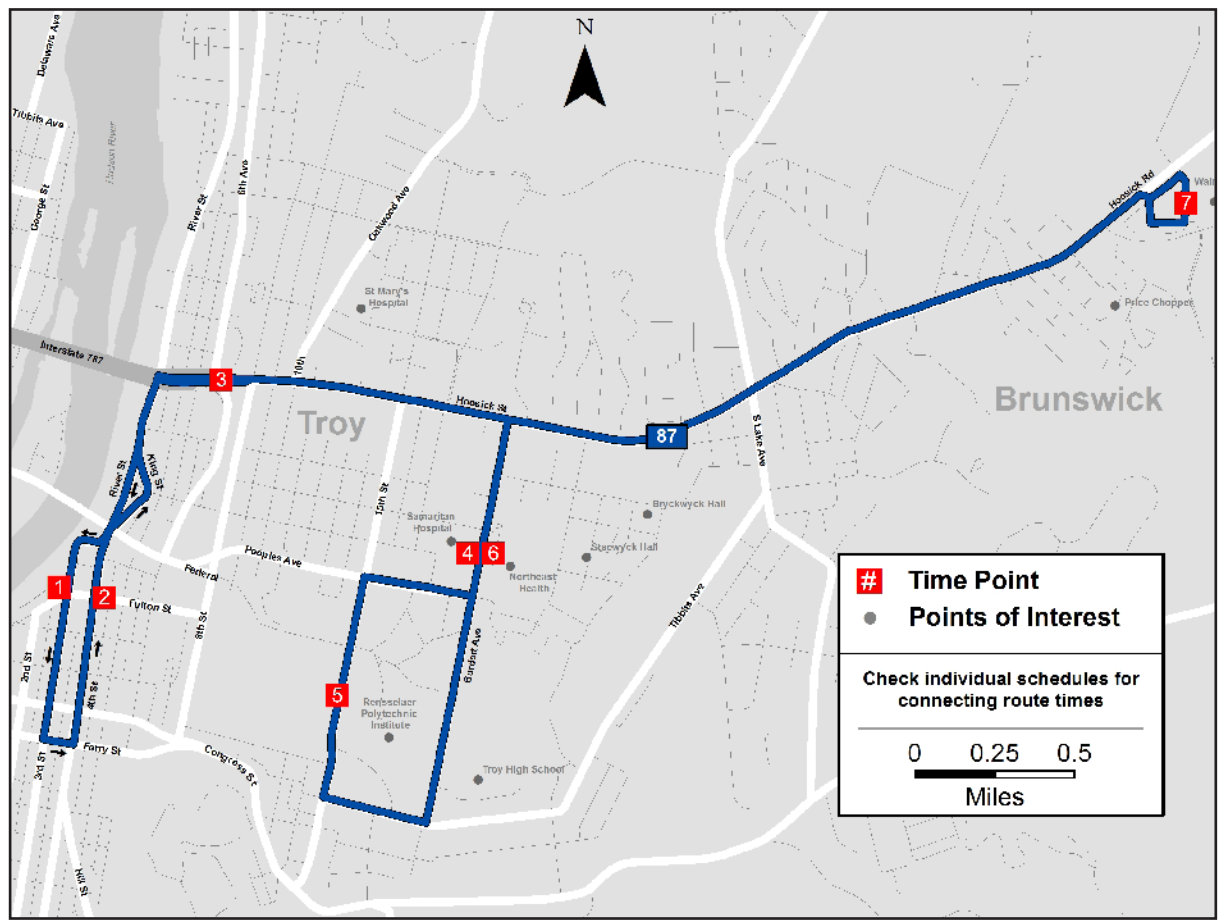 N
Delaware Ave
Tibbits Ave
Hudson River
George St
River St
6th Ave
Oakwood Ave
Hoosick Rd
7
St Mary's
Hospital
Price Chopper
Interstate 787
3
10th
Hoosick St
Troy
Brunswick
87
S Lake Ave
River St
King St
15th St
Samaritan
Hospital
Bryckwyck Hall
4
6
Stacwyck Hall
Northeast
Health
Peoples Ave
Federal
1
2
Fulton St
8th St
Tibbits Ave
Burdett Ave
2nd St
4th St
5
Rensselaer
Polytechnic
Institute
3rd St
Ferry St
Congress St
Troy High School
Hill St
# Time Point
Points of Interest
Check individual schedules for
connecting route times
0 0.25 0.5
Miles